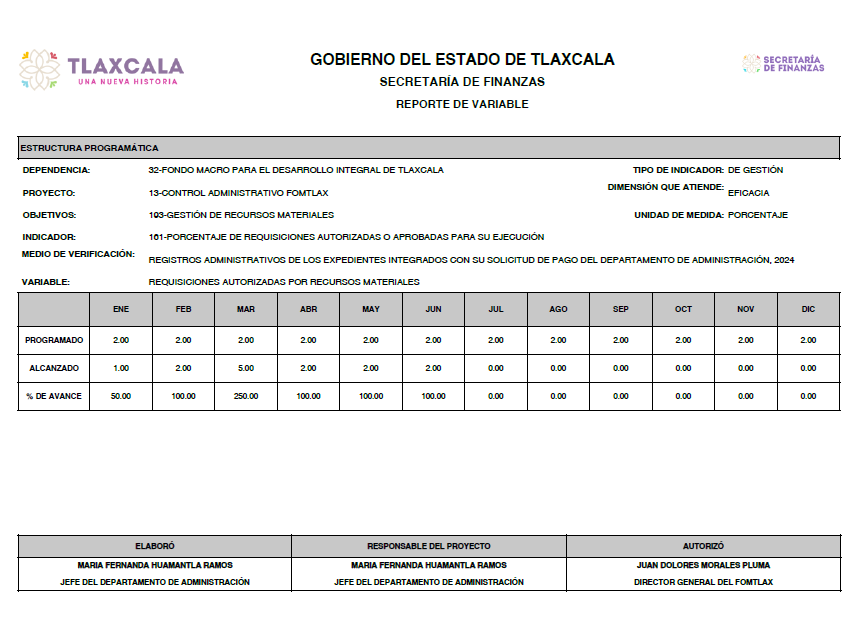 TLAXCALA
UNA NUEVA HISTORIA
GOBIERNO DEL ESTADO DE TLAXCALA
SECRETARÍA DE FINANZAS
REPORTE DE VARIABLE
SECRETARÍA
DE FINANZAS
ESTRUCTURA PROGRAMÁTICA
DEPENDENCIA: 32-FONDO MACRO PARA EL DESARROLLO INTEGRAL DE TLAXCALA TIPO DE INDICADOR: DE GESTIÓN
PROYECTO: 13-CONTROL ADMINISTRATIVO FOMTLAX DIMENSIÓN QUE ATIENDE: EFICACIA
OBJETIVOS: 193-GESTIÓN DE RECURSOS MATERIALES UNIDAD DE MEDIDA: PORCENTAJE
INDICADOR: 161-PORCENTAJE DE REQUISICIONES AUTORIZADAS O APROBADAS PARA SU EJECUCIÓN
MEDIO DE VERIFICACIÓN: REGISTROS ADMINISTRATIVOS DE LOS EXPEDIENTES INTEGRADOS CON SU SOLICITUD DE PAGO DEL DEPARTAMENTO DE ADMINISTRACIÓN, 2024
VARIABLE: REQUISICIONES AUTORIZADAS POR RECURSOS MATERIALES
ENE FEB MAR ABR MAY JUN JUL AGO SEP OCT NOV DIC
PROGRAMADO 2.00 2.00 2.00 2.00 2.00 2.00 2.00 2.00 2.00 2.00 2.00 2.00
ALCANZADO 1.00 2.00 5.00 2.00 2.00 2.00 0.00 0.00 0.00 0.00 0.00 0.00
% DE AVANCE 50.00 100.00 250.00 100.00 100.00 100.00 0.00 0.00 0.00 0.00 0.00 0.00
ELABORÓ RESPONSABLE DEL PROYECTO AUTORIZÓ
MARIA FERNANDA HUAMANTLA RAMOS MARIA FERNANDA HUAMANTLA RAMOS JUAN DOLORES MORALES PLUMA
JEFE DEL DEPARTAMENTO DE ADMINISTRACIÓN JEFE DEL DEPARTAMENTO DE ADMINISTRACIÓN DIRECTOR GENERAL DEL FOMTLAX